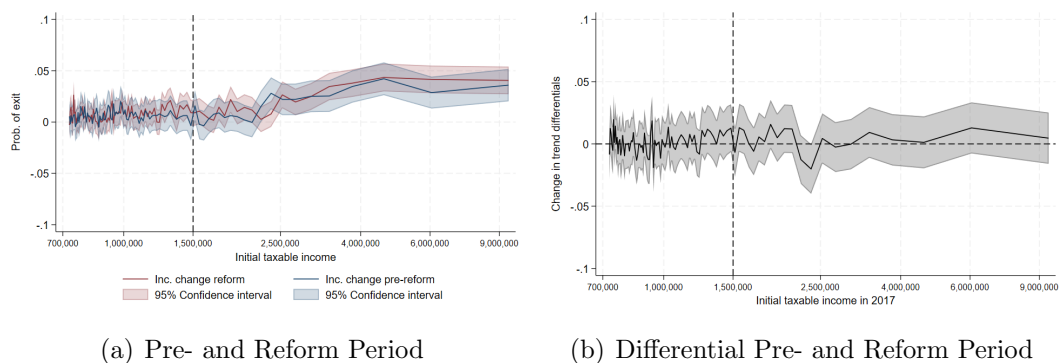 .1
.05
0
-.05
-.1
Prob. of exit
700,000 1,000,000 1,500,000 2,500,000 4,000,000 6,000,000 9,000,000
Initial taxable income
Inc. change reform Inc. change pre-reform
95% Confidence interval 95% Confidence interval
(a) Pre- and Reform Period
.1
.05
0
-.05
-.1
Change in trend differentials
700,000 1,000,000 1,500,000 2,500,000 4,000,000 6,000,000 9,000,000
Initial taxable income in 2017
(b) Differential Pre- and Reform Period